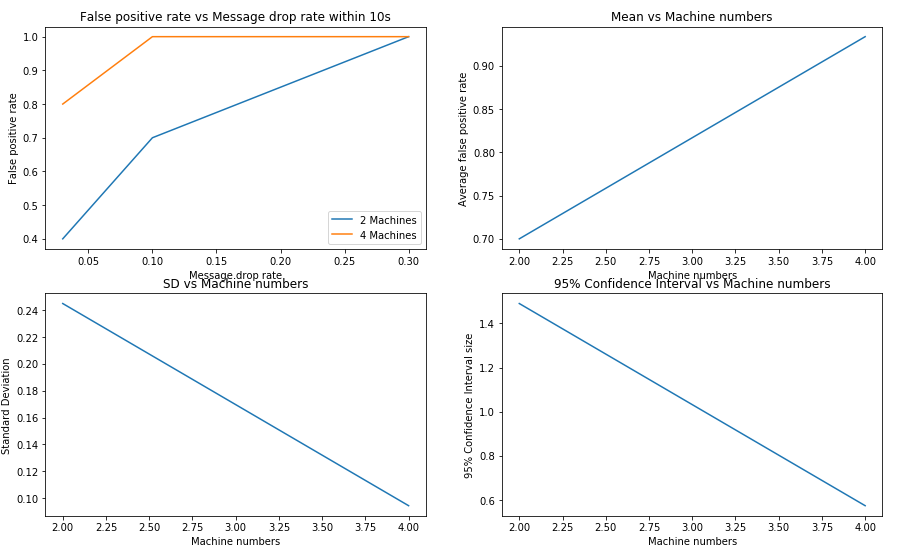 False positive rate vs Message drop rate within 10s
False positive rate
1.0
0.9
0.8
0.7
0.6
0.5
0.4
2 Machines
4 Machines
0.05 0.10 0.15 0.20 0.25 0.30
Message drop rate
Mean vs Machine numbers
Average false positive rate
0.90
0.85
0.80
0.75
0.70
2.00 2.25 2.50 2.75 3.00 3.25 3.50 3.75 4.00
Machine numbers
SD vs Machine numbers
Standard Deviation
0.24
0.22
0.20
0.18
0.16
0.14
0.12
0.10
2.00 2.25 2.50 2.75 3.00 3.25 3.50 3.75 4.00
Machine numbers
95% Confidence Interval vs Machine numbers
95% Confidence Interval size
1.4
1.2
1.0
0.8
0.6
2.00 2.25 2.50 2.75 3.00 3.25 3.50 3.75 4.00
Machine numbers